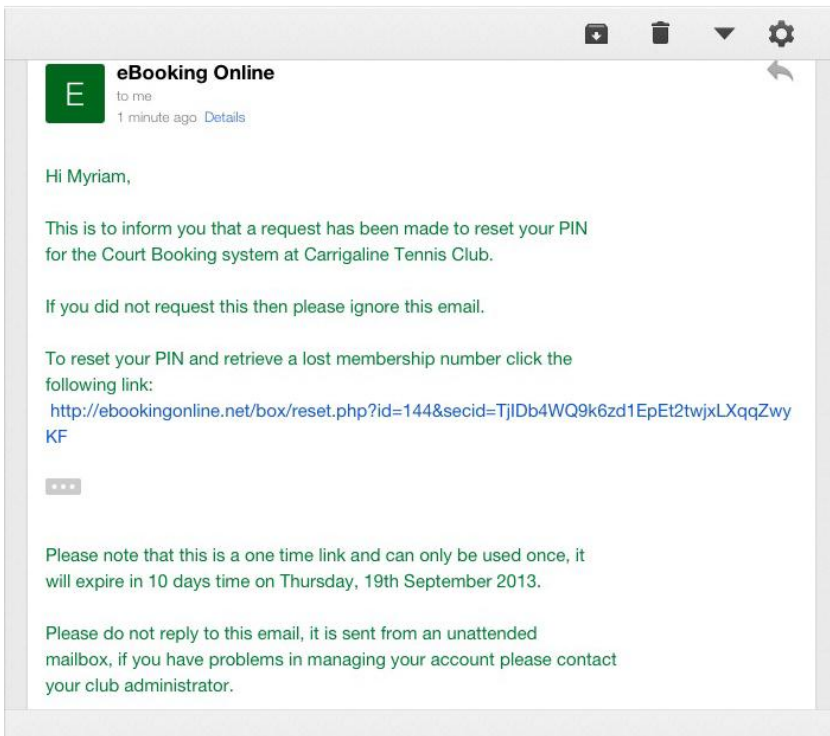 E
eBooking Online
to me
1 minute ago Details
Hi Myriam,
This is to inform you that a request has been made to reset your PIN
for the Court Booking system at Carrigaline Tennis Club.
If you did not request this then please ignore this email.
To reset your PIN and retrieve a lost membership number click the
following link:
http://ebookingonline.net/box/reset.php?id=144&secid=TjIDb4WQ9k6zd1EpEt2twjxLXqqZwy
KF
Please note that this is a one time link and can only be used once, it
will expire in 10 days time on Thursday, 19th September 2013.
Please do not reply to this email, it is sent from an unattended
mailbox, if you have problems in managing your account please contact
your club administrator.